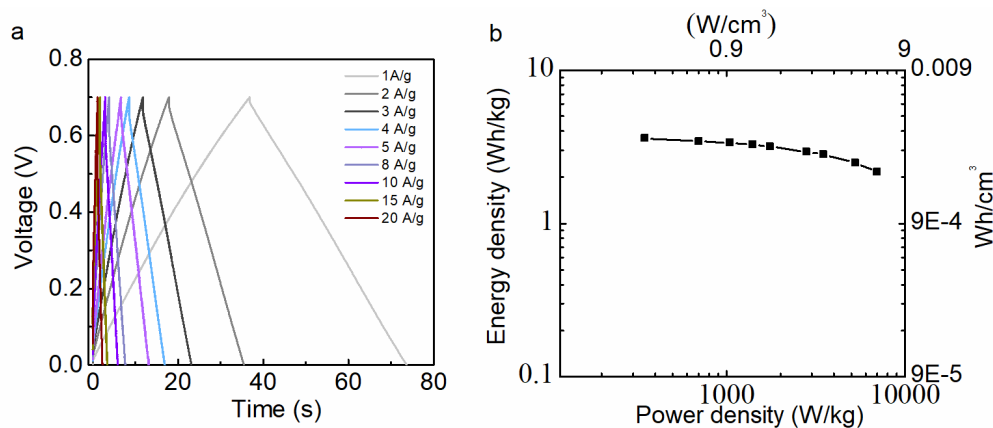 a
Voltage (V)
0.8
0.6
0.4
0.2
0.0
0
20
40
60
80
Time (s)
1A/g
2 A/g
3 A/g
4 A/g
5 A/g
8 A/g
10 A/g
15 A/g
20 A/g
b
(W/cm³)
0.9
9
Energy density (Wh/kg)
10
1
0.1
0.009
9E-4
9E-5
Wh/cm³
1000
10000
Power density (W/kg)